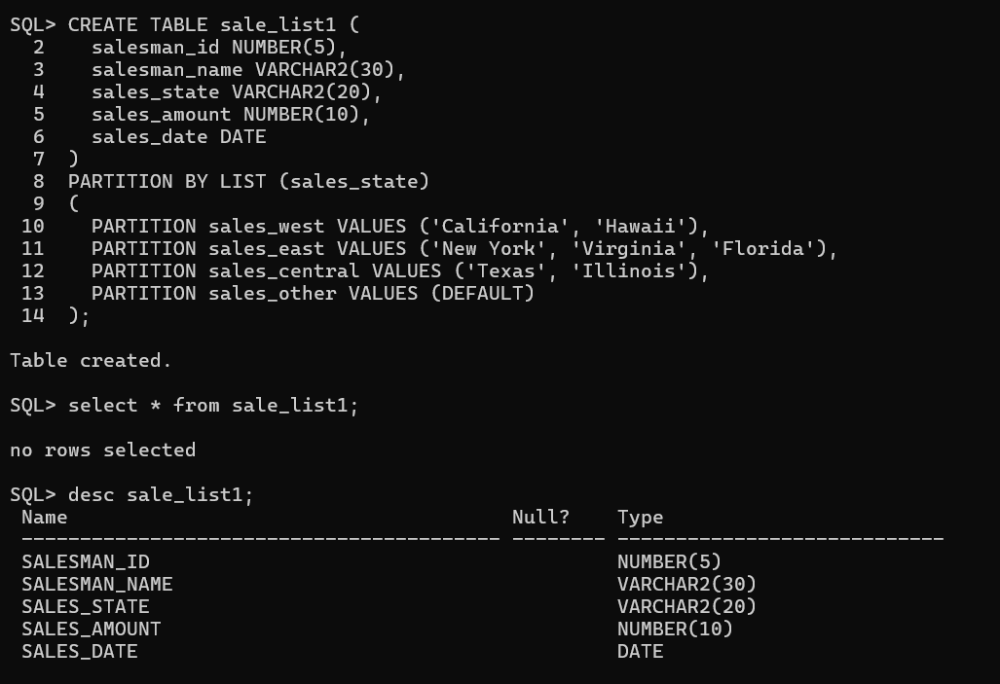 SQL> CREATE TABLE sale_list1 (
  2    salesman_id NUMBER(5),
  3    salesman_name VARCHAR2(30),
  4    sales_state VARCHAR2(20),
  5    sales_amount NUMBER(10),
  6    sales_date DATE
  7  )
  8  PARTITION BY LIST (sales_state)
  9  (
 10    PARTITION sales_west VALUES ('California', 'Hawaii'),
 11    PARTITION sales_east VALUES ('New York', 'Virginia', 'Florida'),
 12    PARTITION sales_central VALUES ('Texas', 'Illinois'),
 13    PARTITION sales_other VALUES (DEFAULT)
 14  );
Table created.
SQL> select * from sale_list1;
no rows selected
SQL> desc sale_list1;
 Name                                      Null?    Type
 ----------------------------------------- -------- ----------------------------
 SALESMAN_ID                                        NUMBER(5)
 SALESMAN_NAME                                      VARCHAR2(30)
 SALES_STATE                                        VARCHAR2(20)
 SALES_AMOUNT                                       NUMBER(10)
 SALES_DATE                                         DATE